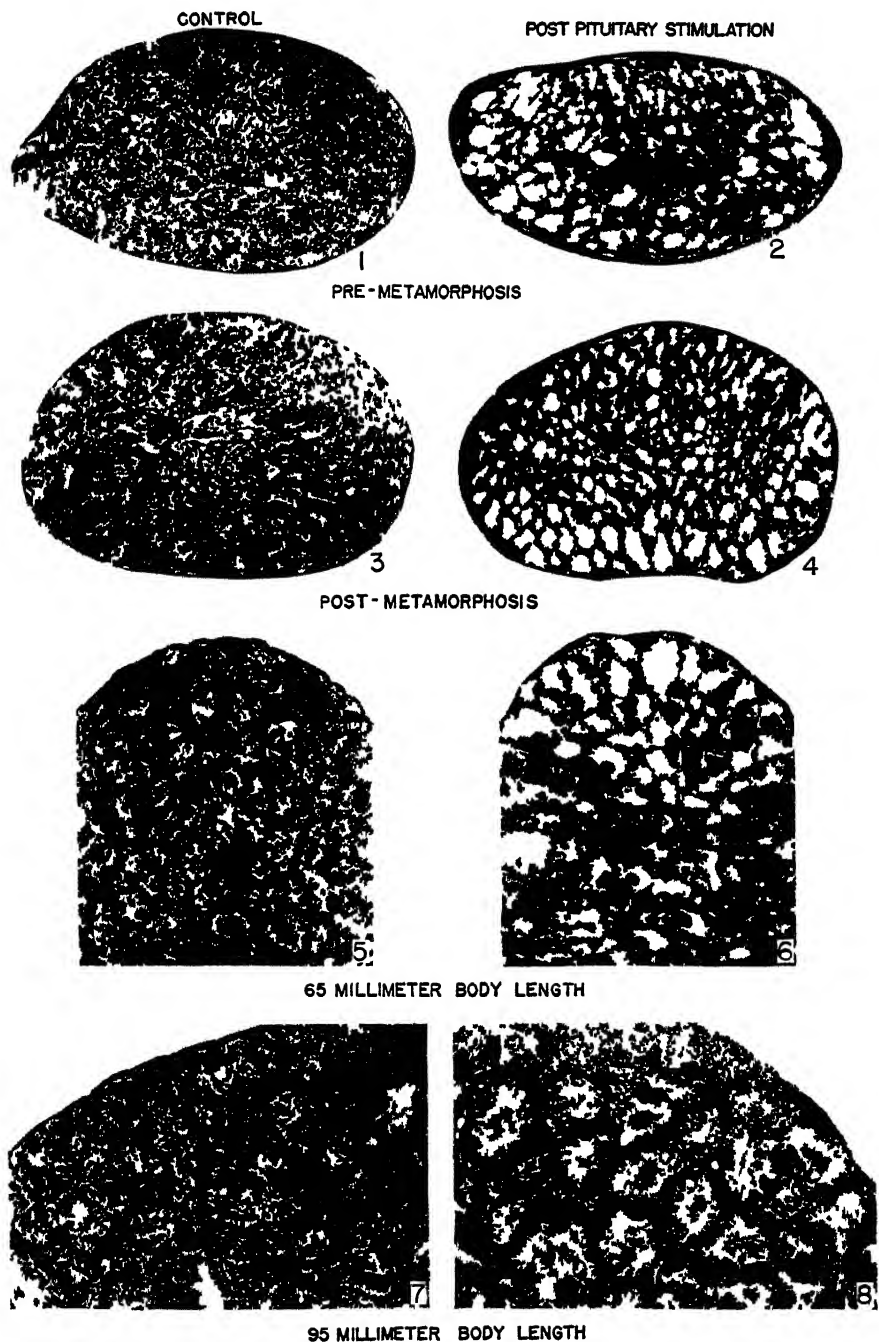 CONTROL
POST PITUITARY STIMULATION
1
2
PRE-METAMORPHOSIS
3
4
POST-METAMORPHOSIS
5
6
65 MILLIMETER BODY LENGTH
7
8
95 MILLIMETER BODY LENGTH